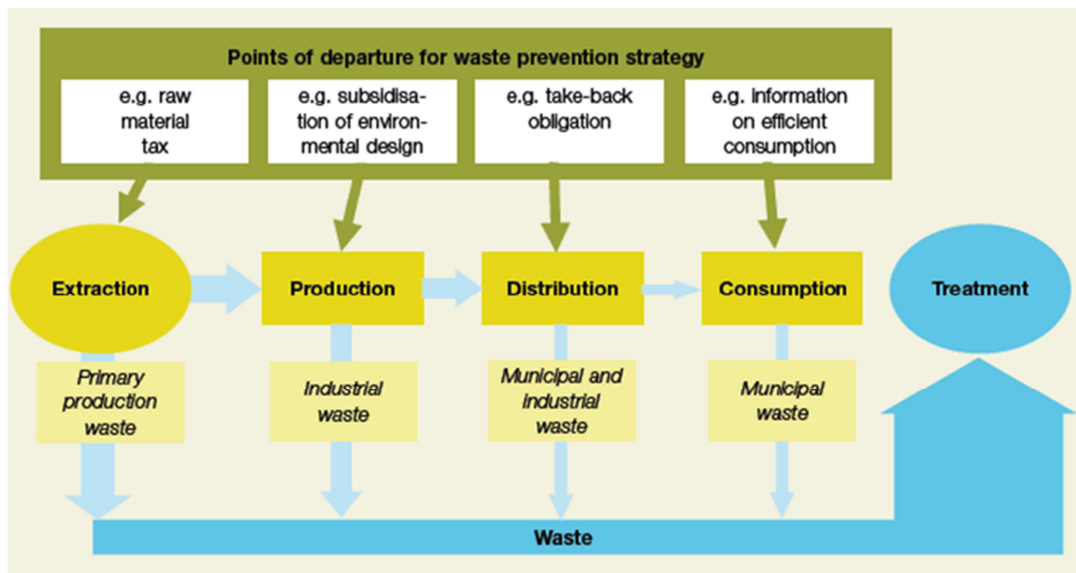 Points of departure for waste prevention strategy
e.g. raw
material
tax
e.g. subsidisa-
tion of environ-
mental design
e.g. take-back
obligation
e.g. information
on efficient
consumption
Extraction
Production
Distribution
Consumption
Treatment
Primary
production
waste
Industrial
waste
Municipal and
industrial
waste
Municipal
waste
Waste